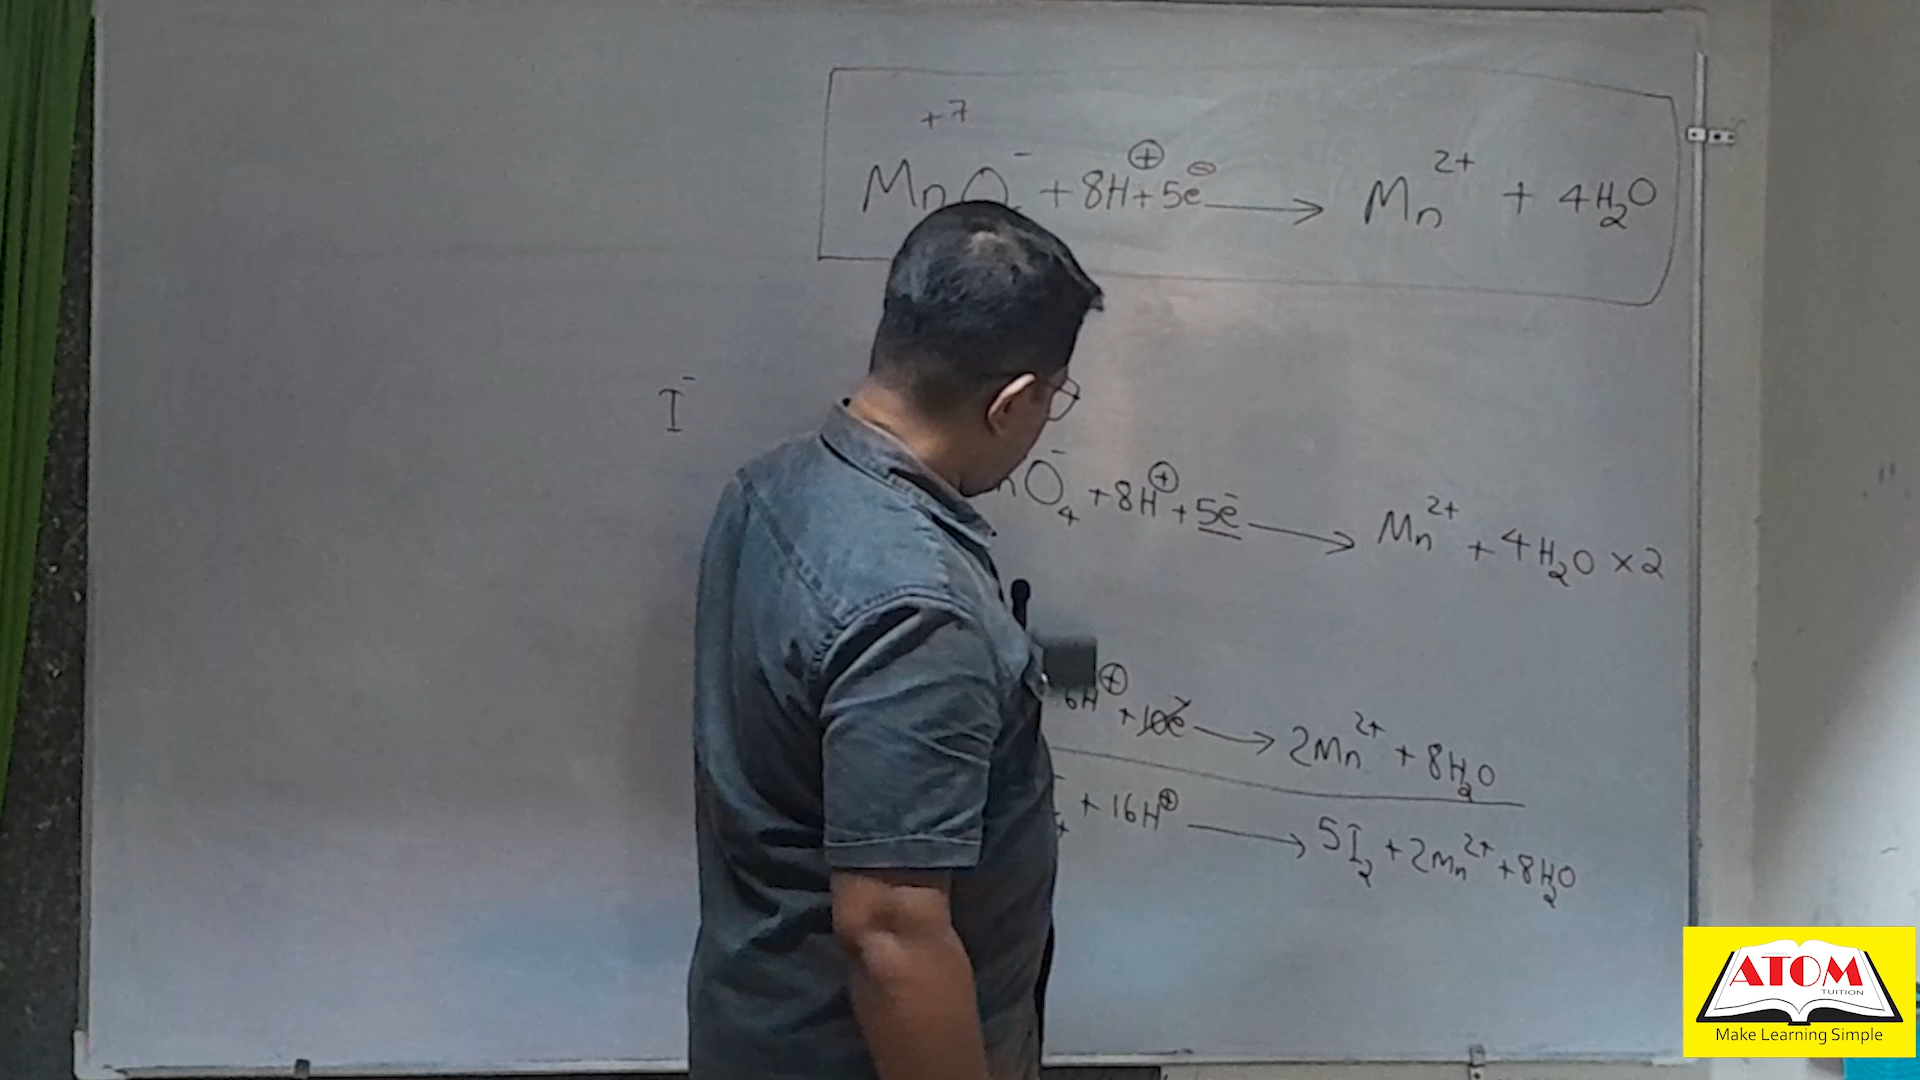 +7
MnO⁻ + 8H⊕ + 5e⊖ → Mn²⁺ + 4H₂O
I⁻
O₄⁻ + 8H⊕ + 5e⁻ → Mn²⁺ + 4H₂O × 2
6H⊕ + 10e⁻ → 2Mn²⁺ + 8H₂O
+ 16H⊕ → 5I₂ + 2Mn²⁺ + 8H₂O
ATOM
TUITION
Make Learning Simple